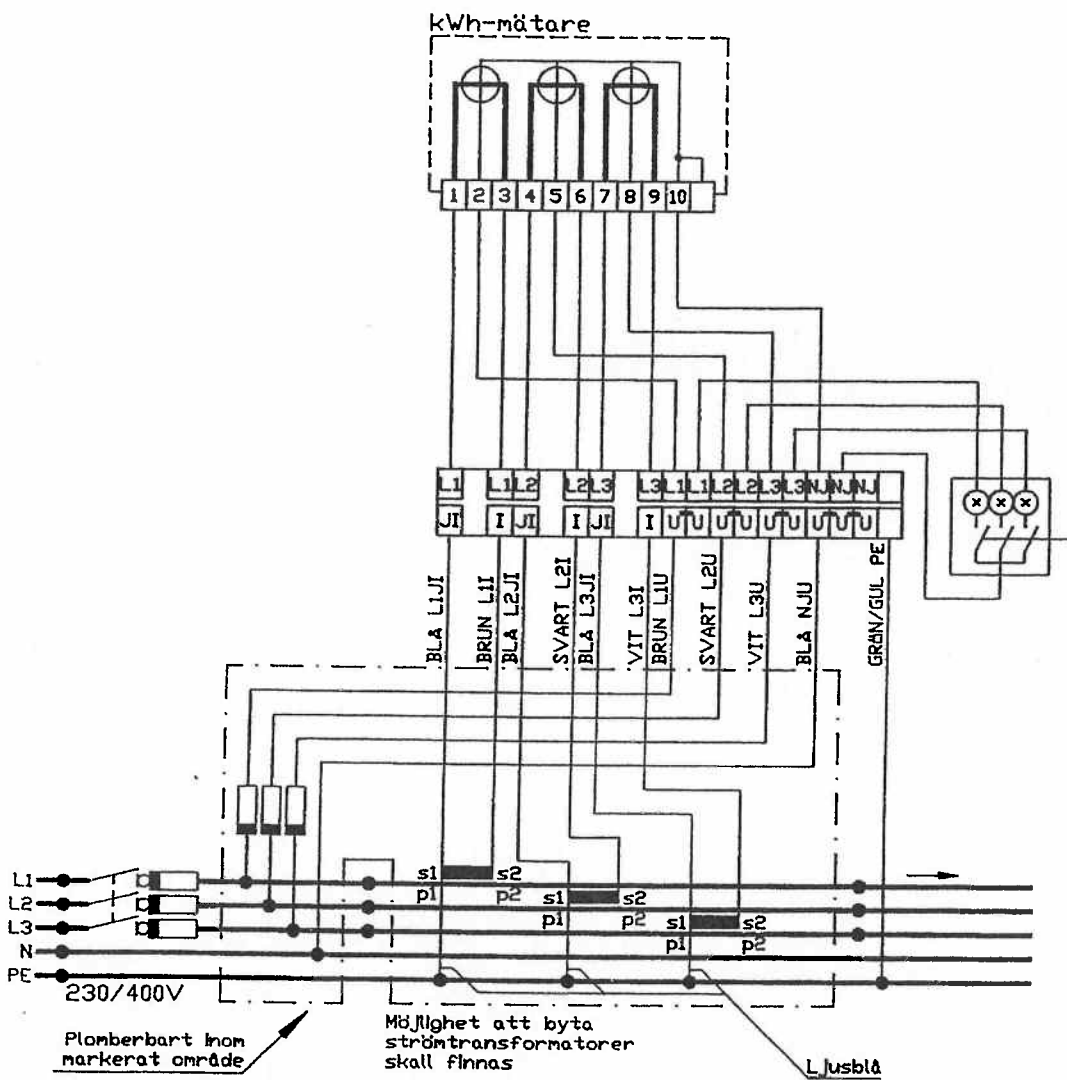 kWh-mätare
1 2 3 4 5 6 7 8 9 10
L1 L1 L2 L2 L3 L3 L1 L1 L2 L2 L3 L3 NJ NJ NJ
JI I JI I JI I U U U U U U U U U
BLÅ L1JI
BRUN L1I
BLÅ L2JI
SVART L2I
BLÅ L3JI
VIT L3I
BRUN L1U
SVART L2U
VIT L3U
BLÅ NJU
GRÖN/GUL PE
L1
s1 s2
p1 p2
L2
s1 s2
p1 p2
L3
s1 s2
p1 p2
N
PE
230/400V
Plomberbart inom
markerat område
Möjlighet att byta
strömtransformatorer
skall finnas
Ljusblå